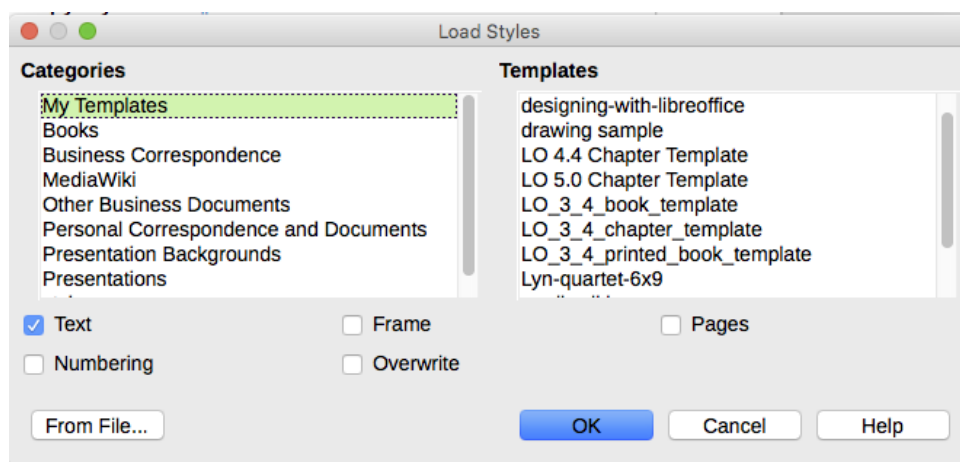 Load Styles
Categories
My Templates
Books
Business Correspondence
MediaWiki
Other Business Documents
Personal Correspondence and Documents
Presentation Backgrounds
Presentations
Templates
designing-with-libreoffice
drawing sample
LO 4.4 Chapter Template
LO 5.0 Chapter Template
LO_3_4_book_template
LO_3_4_chapter_template
LO_3_4_printed_book_template
Lyn-quartet-6x9
Text Frame Pages
Numbering Overwrite
From File... OK Cancel Help